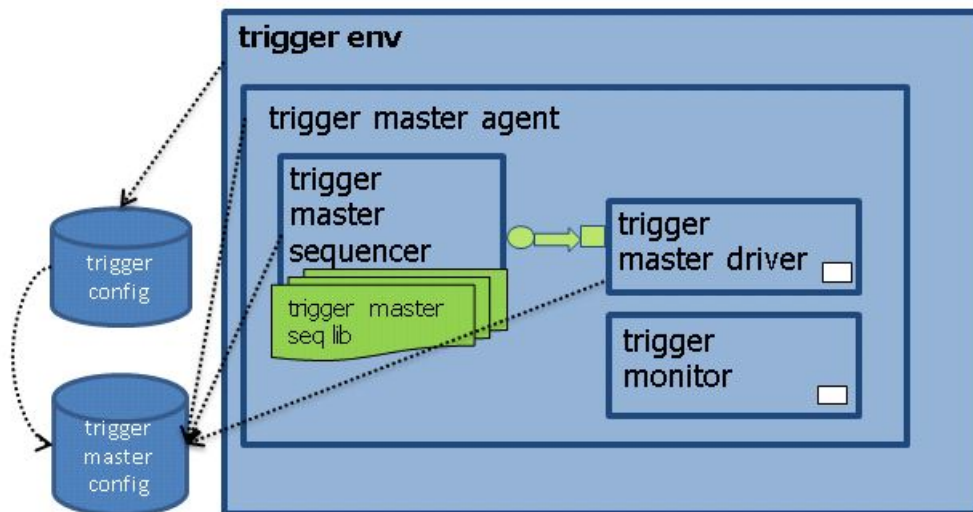 trigger env
trigger master agent
trigger
master
sequencer
trigger master
seq lib
trigger
master driver
trigger
monitor
trigger
config
trigger
master
config